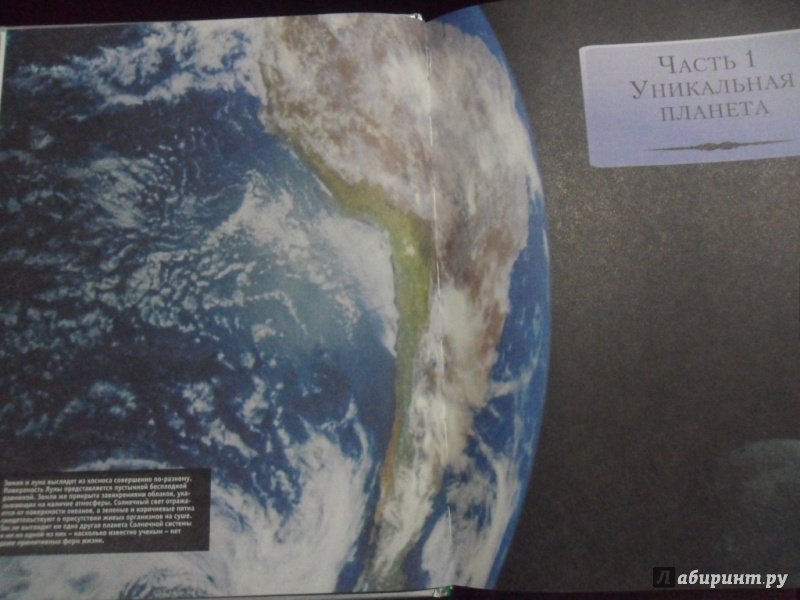 Часть 1
Уникальная
планета
Земля и луна выглядят из космоса совершенно по-разному.
Поверхность Луны представляется пустынной бесплодной
равниной. Земля же прикрыта завихрениями облаков, ука-
зывающих на наличие атмосферы. Солнечный свет отража-
ется от поверхности океанов, а зеленые и коричневые пятна
свидетельствуют о присутствии живых организмов на суше.
Так не выглядит ни одна другая планета Солнечной системы
и ни на одной из них – насколько известно ученым – нет
даже примитивных форм жизни.
Лабиринт.ру